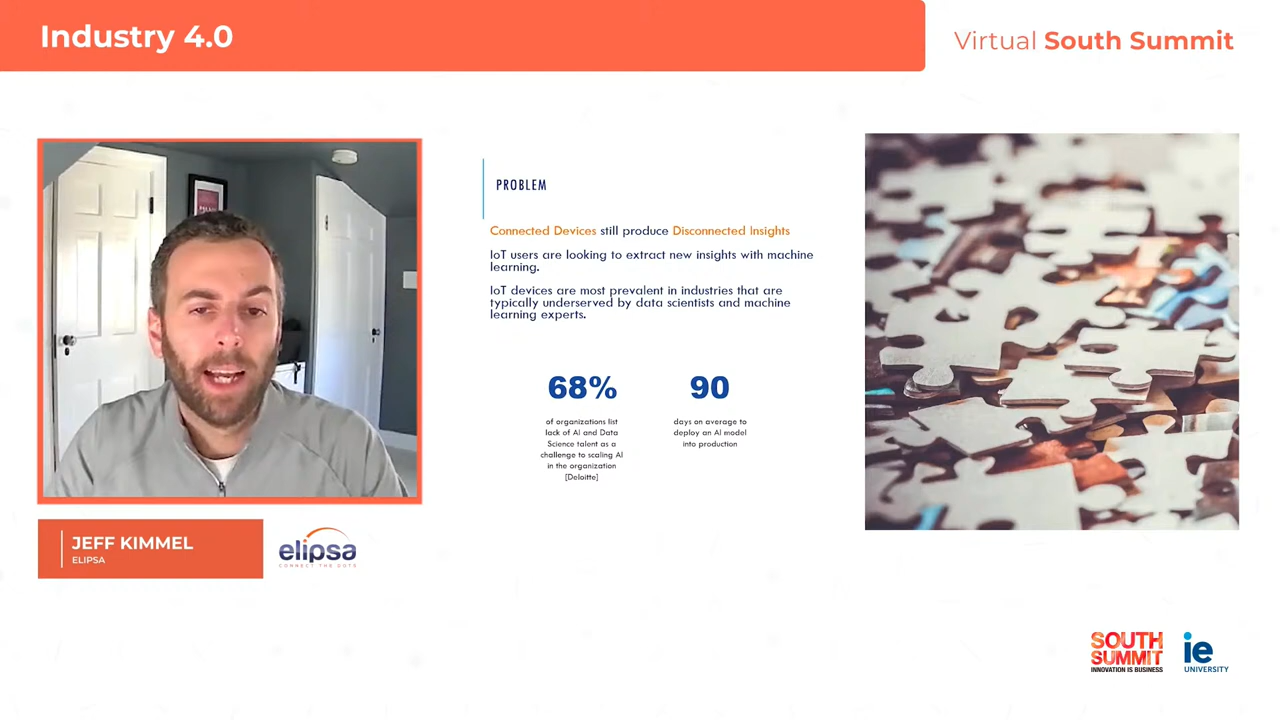 Industry 4.0
Virtual South Summit
PROBLEM
Connected Devices still produce Disconnected Insights
IoT users are looking to extract new insights with machine
learning.
IoT devices are most prevalent in industries that are
typically underserved by data scientists and machine
learning experts.
68%
of organizations list
lack of AI and Data
Science talent as a
challenge to scaling AI
in the organization
[Deloitte]
90
days on average to
deploy an AI model
into production
JEFF KIMMEL
ELIPSA
elipsa
CONNECT THE DOTS
SOUTH
SUMMIT
INNOVATION IS BUSINESS
ie
UNIVERSITY